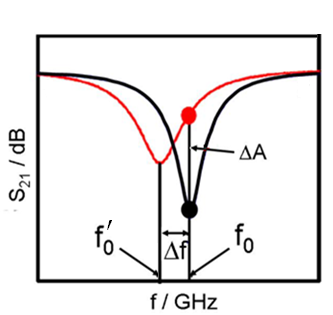 S21 / dB
ΔA
f0′
Δf
f0
f / GHz